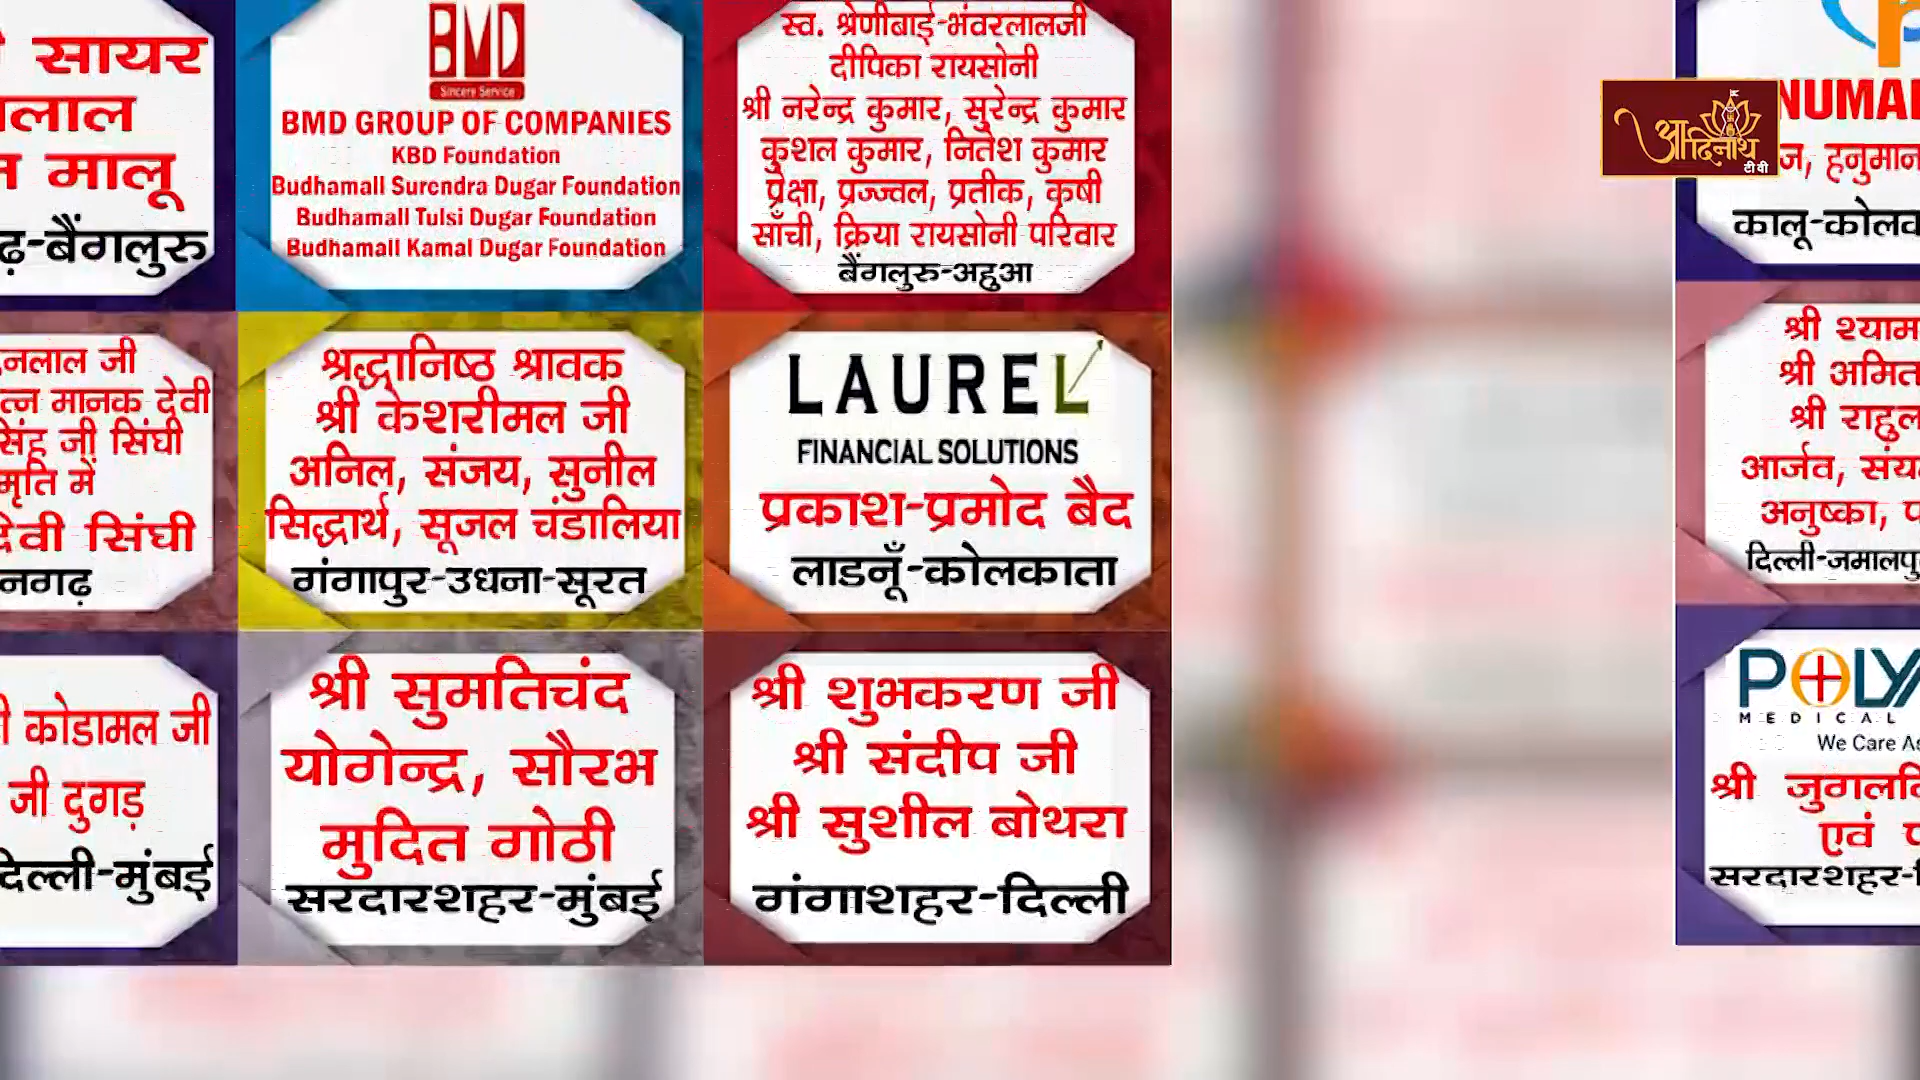 सायर
लाल
मालू
ढ़-बैंगलुरु
BMD
Sincere Service
BMD GROUP OF COMPANIES
KBD Foundation
Budhamall Surendra Dugar Foundation
Budhamall Tulsi Dugar Foundation
Budhamall Kamal Dugar Foundation
स्व. श्रेणीबाई-भंवरलालजी
दीपिका रायसोनी
श्री नरेन्द्र कुमार, सुरेन्द्र कुमार
कुशल कुमार, नितेश कुमार
प्रेक्षा, प्रज्ज्वल, प्रतीक, कृषी
साँची, क्रिया रायसोनी परिवार
बैंगलुरु-अहुआ
आदिनाथ
टीवी
NUMA
ज, हनुमान
कालू-कोलक
नलाल जी
त्न मानक देवी
सिंह जी सिंघी
मृति में
देवी सिंघी
नगढ़
श्रद्धानिष्ठ श्रावक
श्री केशरीमल जी
अनिल, संजय, सुनील
सिद्धार्थ, सूजल चंडालिया
गंगापुर-उधना-सूरत
LAUREL
FINANCIAL SOLUTIONS
प्रकाश-प्रमोद बैद
लाडनूँ-कोलकाता
श्री श्याम
श्री अमित
श्री राहुल
आर्जव, संय
अनुष्का, प
दिल्ली-जमालपु
कोडामल जी
जी दुगड़
दिल्ली-मुंबई
श्री सुमतिचंद
योगेन्द्र, सौरभ
मुदित गोठी
सरदारशहर-मुंबई
श्री शुभकरण जी
श्री संदीप जी
श्री सुशील बोथरा
गंगाशहर-दिल्ली
POLY
MEDICAL
We Care As
श्री जुगल
एवं प
सरदारशहर-